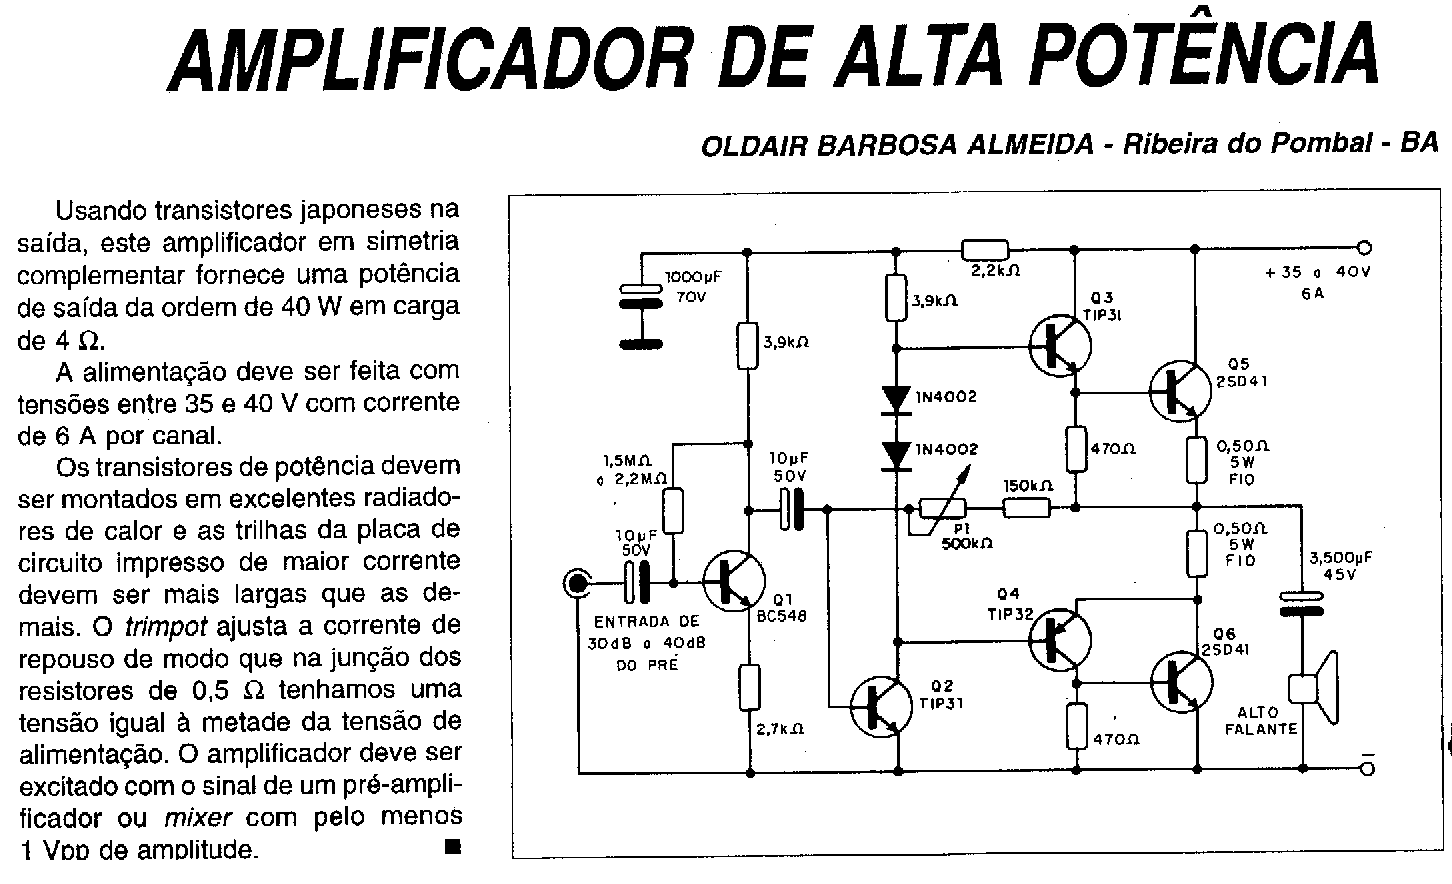 AMPLIFICADOR DE ALTA POTÊNCIA
OLDAIR BARBOSA ALMEIDA - Ribeira do Pombal - BA
Usando transistores japoneses na
saída, este amplificador em simetria
complementar fornece uma potência
de saída da ordem de 40 W em carga
de 4 Ω.
A alimentação deve ser feita com
tensões entre 35 e 40 V com corrente
de 6 A por canal.
Os transistores de potência devem
ser montados em excelentes radiado-
res de calor e as trilhas da placa de
circuito impresso de maior corrente
devem ser mais largas que as de-
mais. O trimpot ajusta a corrente de
repouso de modo que na junção dos
resistores de 0,5 Ω tenhamos uma
tensão igual à metade da tensão de
alimentação. O amplificador deve ser
excitado com o sinal de um pré-ampli-
ficador ou mixer com pelo menos
1 Vpp de amplitude.
1000µF
70V
3,9kΩ
3,9kΩ
2,2kΩ
+ 35 a 40V
6A
Q3
TIP31
Q5
2SD41
1N4002
1N4002
470Ω
0,50Ω
5W
FIO
1,5MΩ
a 2,2MΩ
10µF
50V
150kΩ
P1
500kΩ
0,50Ω
5W
FIO
3,500µF
45V
10µF
50V
Q1
BC548
ENTRADA DE
30dB a 40dB
DO PRÉ
Q4
TIP32
Q6
2SD41
Q2
TIP31
2,7kΩ
470Ω
ALTO
FALANTE
–